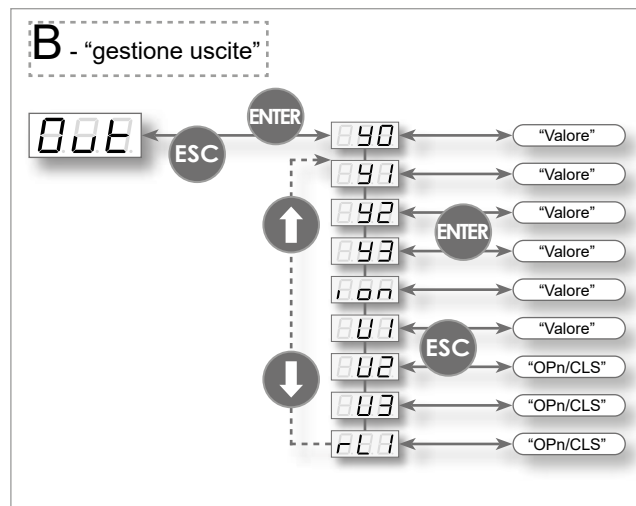 B - “gestione uscite”
Out
ENTER
ESC
y0 “Valore”
y1 “Valore”
y2 “Valore”
ENTER
y3 “Valore”
ion “Valore”
U1 “Valore”
ESC
U2 “OPn/CLS”
U3 “OPn/CLS”
rL1 “OPn/CLS”